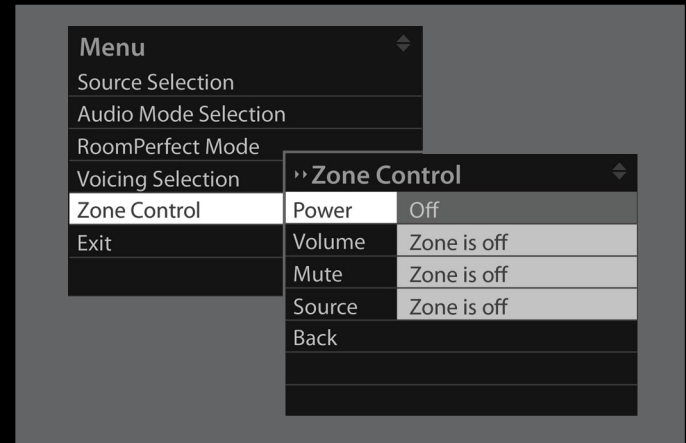 Menu
Source Selection
Audio Mode Selection
RoomPerfect Mode
Voicing Selection
Zone Control
Exit
Zone Control
Power Off
Volume Zone is off
Mute Zone is off
Source Zone is off
Back